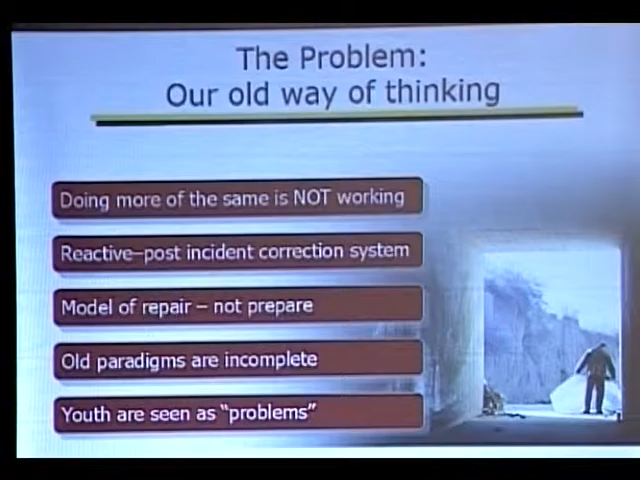 The Problem:
Our old way of thinking
Doing more of the same is NOT working
Reactive–post incident correction system
Model of repair – not prepare
Old paradigms are incomplete
Youth are seen as “problems”